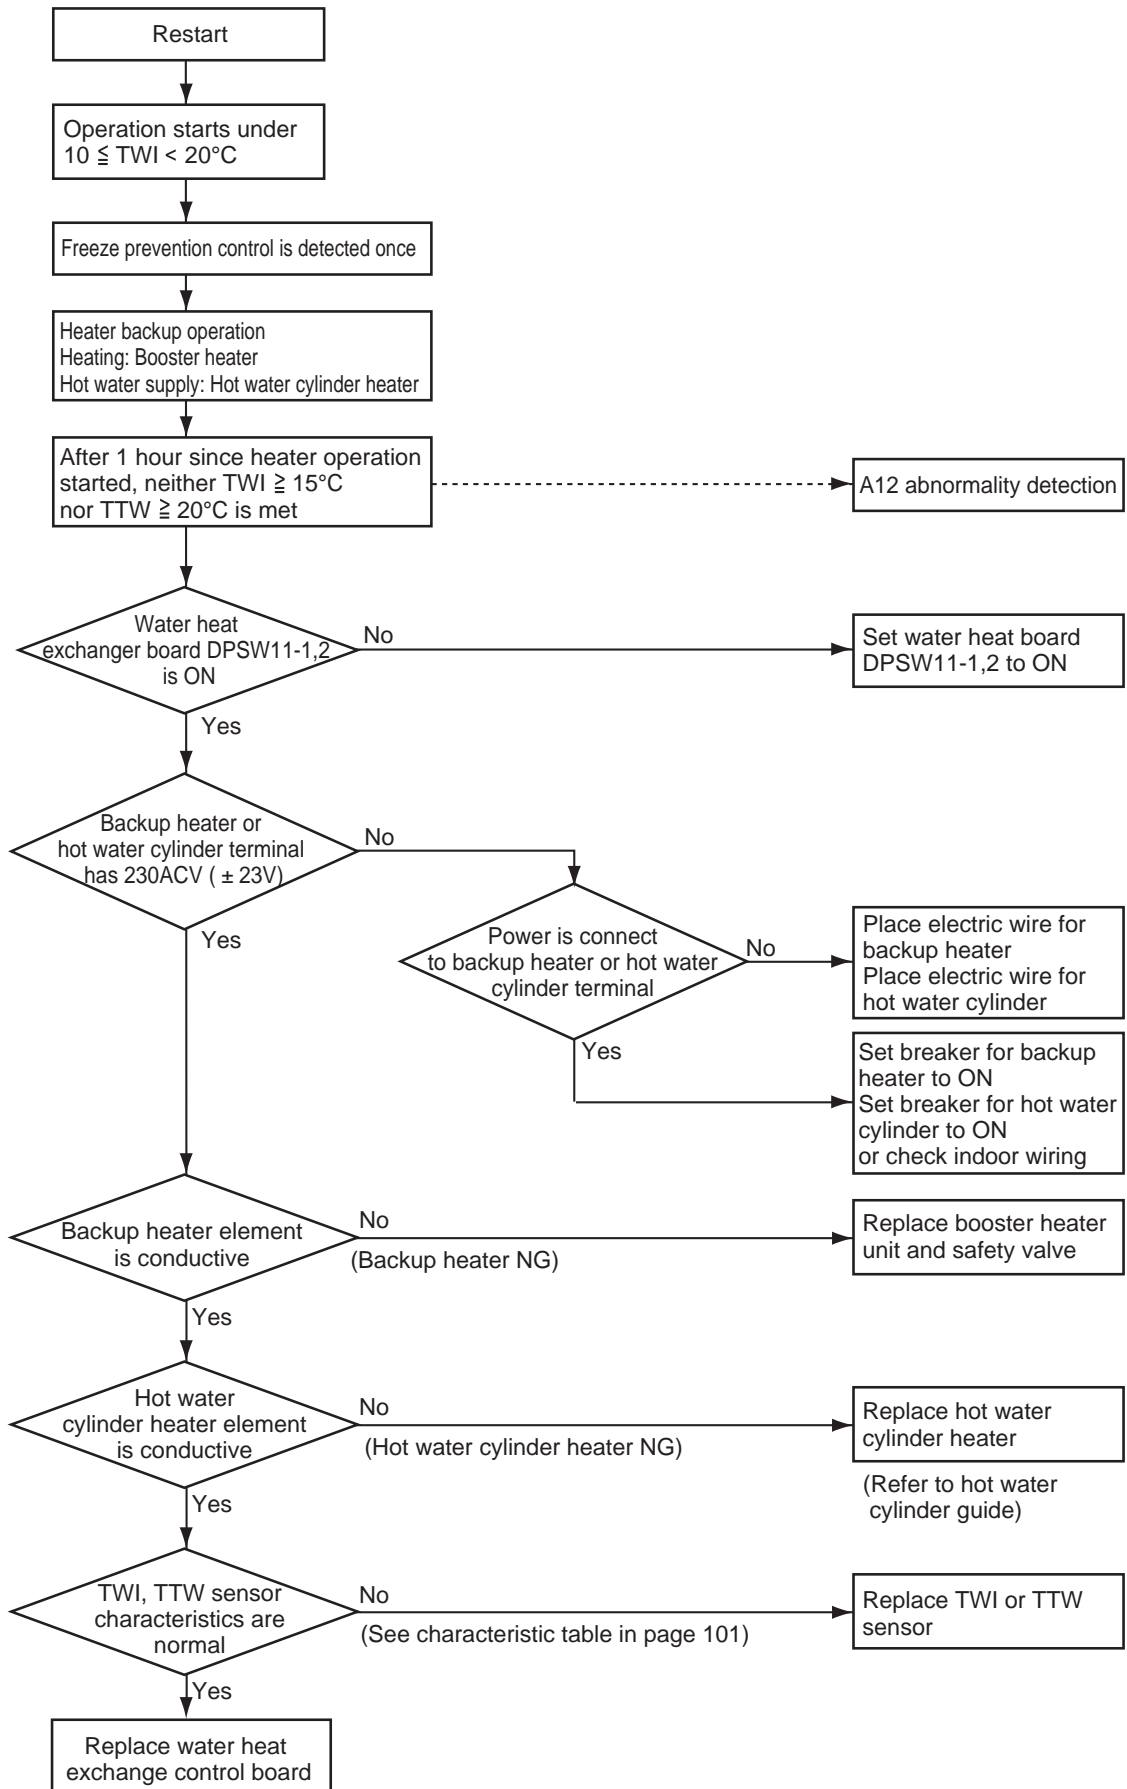 Restart
Operation starts under
10 ≦ TWI < 20°C
Freeze prevention control is detected once
Heater backup operation
Heating: Booster heater
Hot water supply: Hot water cylinder heater
After 1 hour since heater operation
started, neither TWI ≧ 15°C
nor TTW ≧ 20°C is met
A12 abnormality detection
Water heat
exchanger board DPSW11-1,2
is ON
No
Set water heat board
DPSW11-1,2 to ON
Yes
Backup heater or
hot water cylinder terminal
has 230ACV ( ± 23V)
No
Yes
Power is connect
to backup heater or hot water
cylinder terminal
No
Place electric wire for
backup heater
Place electric wire for
hot water cylinder
Yes
Set breaker for backup
heater to ON
Set breaker for hot water
cylinder to ON
or check indoor wiring
Backup heater element
is conductive
No
(Backup heater NG)
Replace booster heater
unit and safety valve
Yes
Hot water
cylinder heater element
is conductive
No
(Hot water cylinder heater NG)
Replace hot water
cylinder heater
(Refer to hot water
cylinder guide)
Yes
TWI, TTW sensor
characteristics are
normal
No
(See characteristic table in page 101)
Replace TWI or TTW
sensor
Yes
Replace water heat
exchange control board